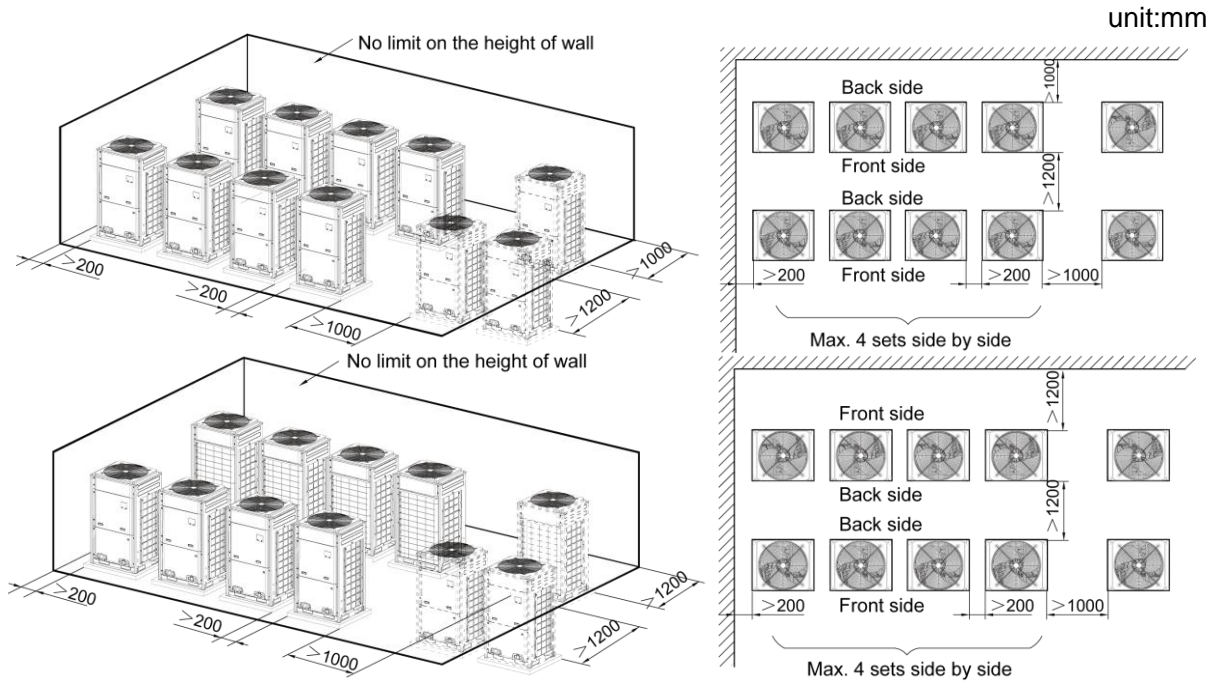 unit:mm
No limit on the height of wall
>200
>200
>1000
>1200
>1000
Back side
Front side
Back side
Front side
>1000
>1200
>200
>200
>1000
Max. 4 sets side by side
No limit on the height of wall
>200
>200
>1000
>1200
>1200
Front side
Back side
Back side
Front side
>1200
>1200
>200
>200
>1000
Max. 4 sets side by side